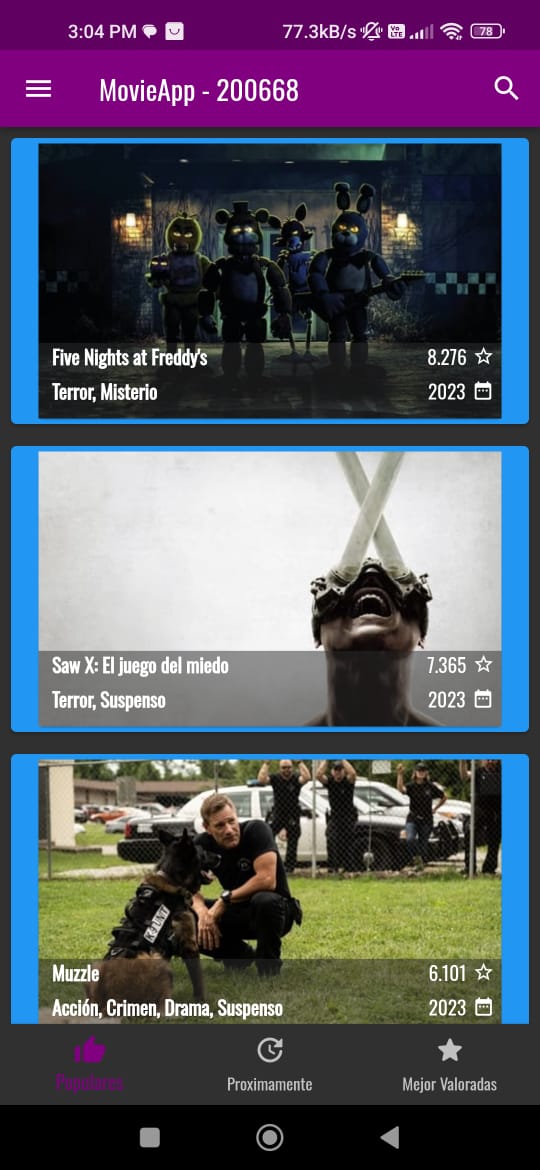 3:04 PM
77.3kB/s
Vo LTE
78
MovieApp - 200668
Five Nights at Freddy's
8.276
Terror, Misterio
2023
Saw X: El juego del miedo
7.365
Terror, Suspenso
2023
K-9 UNIT
Muzzle
6.101
Acción, Crimen, Drama, Suspenso
2023
Populares
Proximamente
Mejor Valoradas